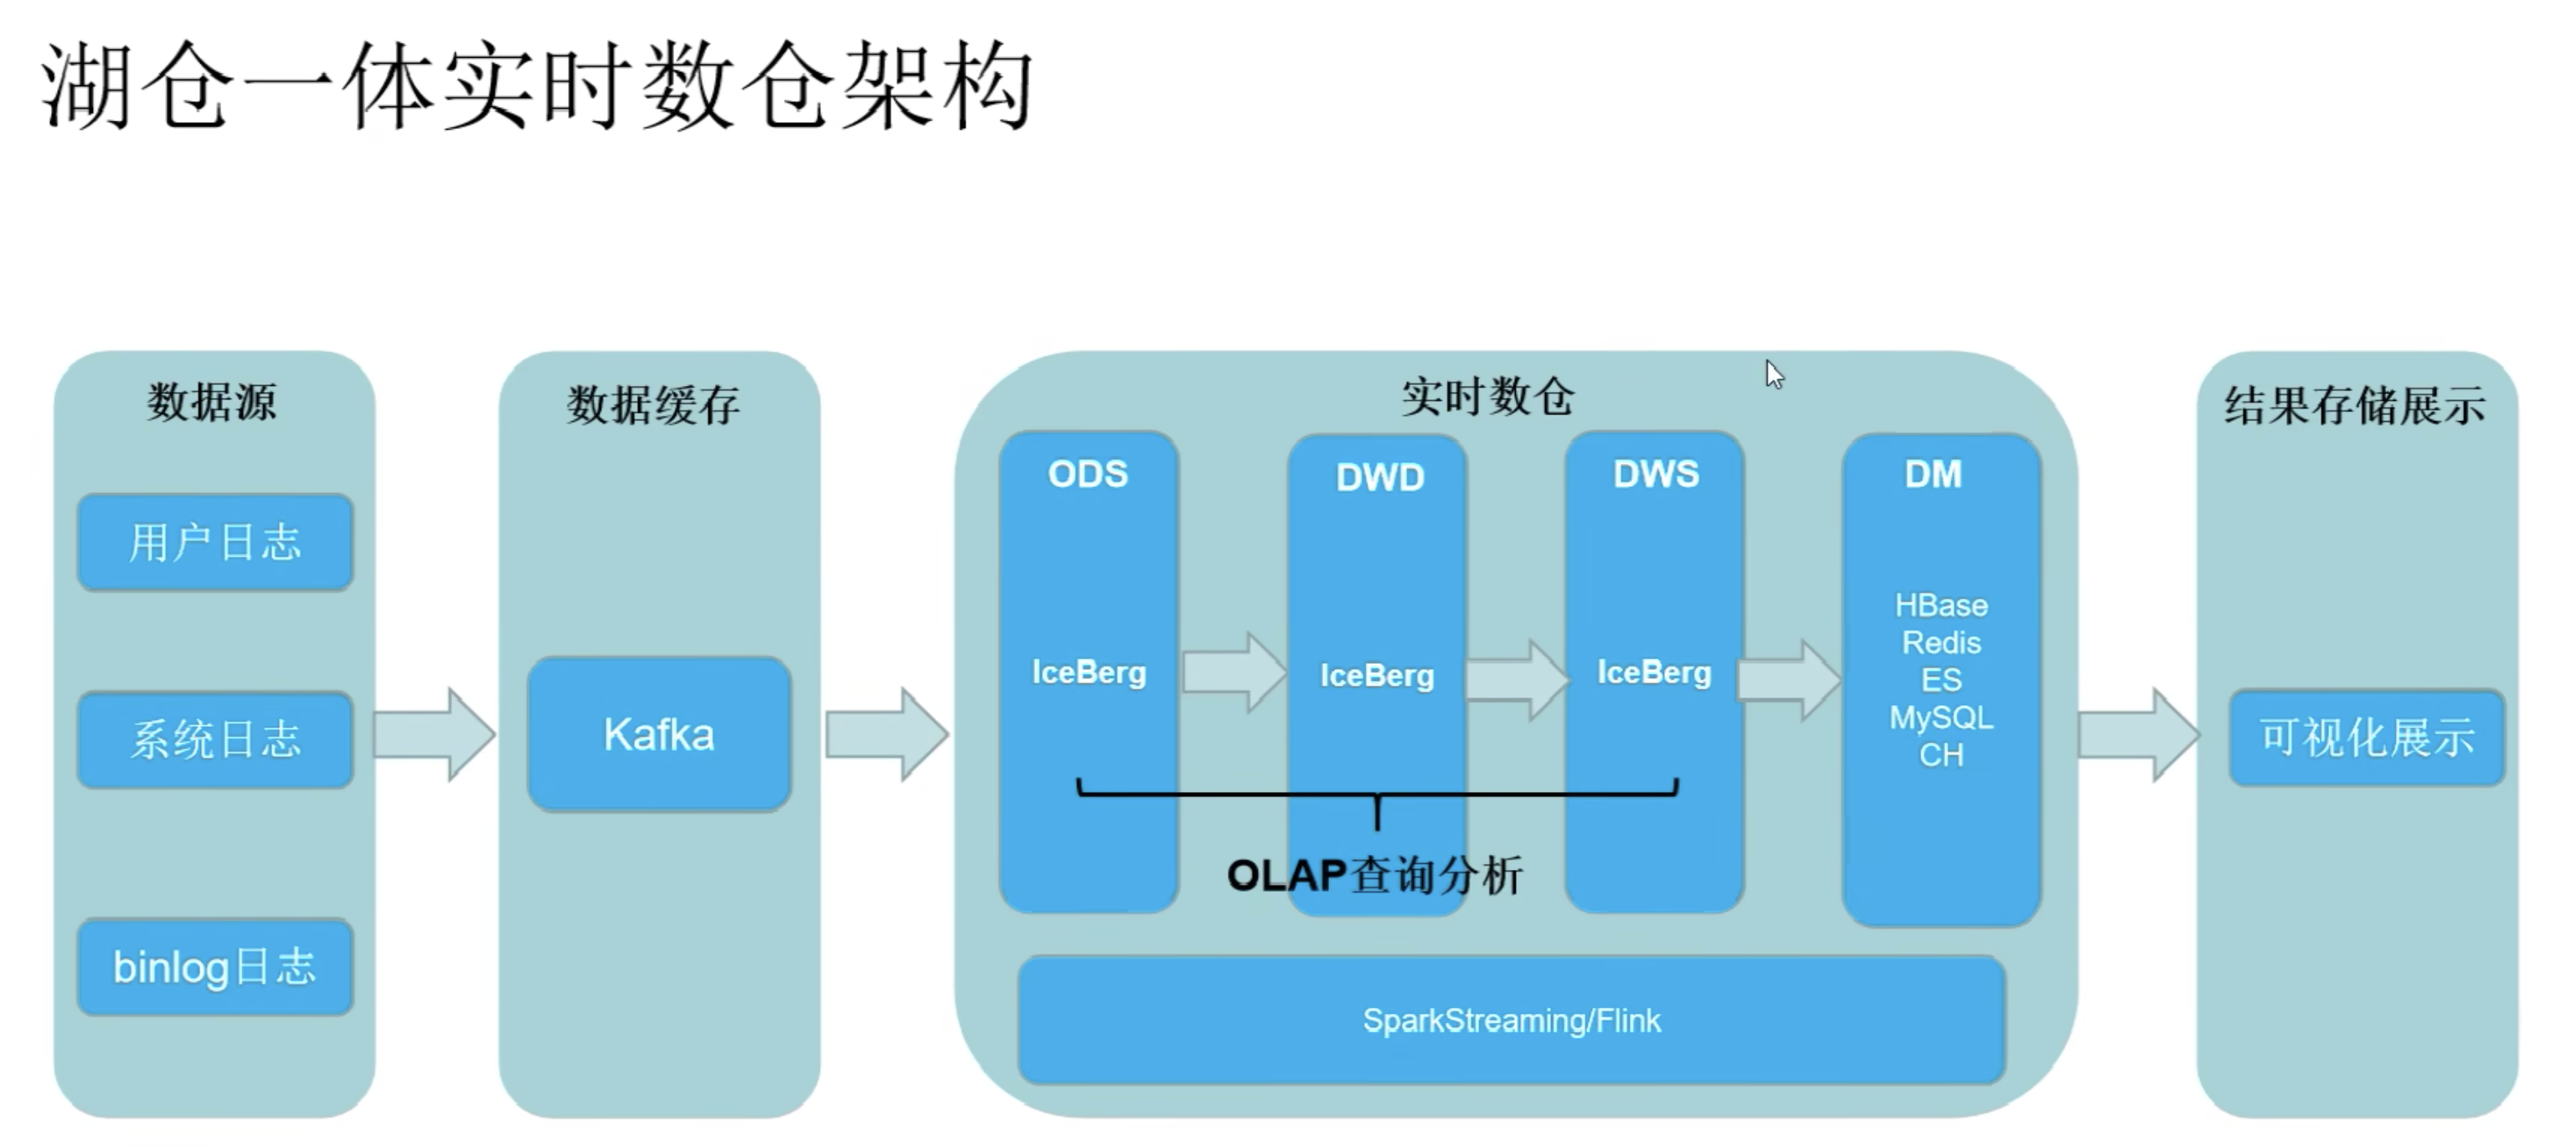 湖仓一体实时数仓架构
数据源
用户日志
系统日志
binlog日志
数据缓存
Kafka
实时数仓
ODS
IceBerg
DWD
IceBerg
DWS
IceBerg
DM
HBase
Redis
ES
MySQL
CH
OLAP查询分析
SparkStreaming/Flink
结果存储展示
可视化展示